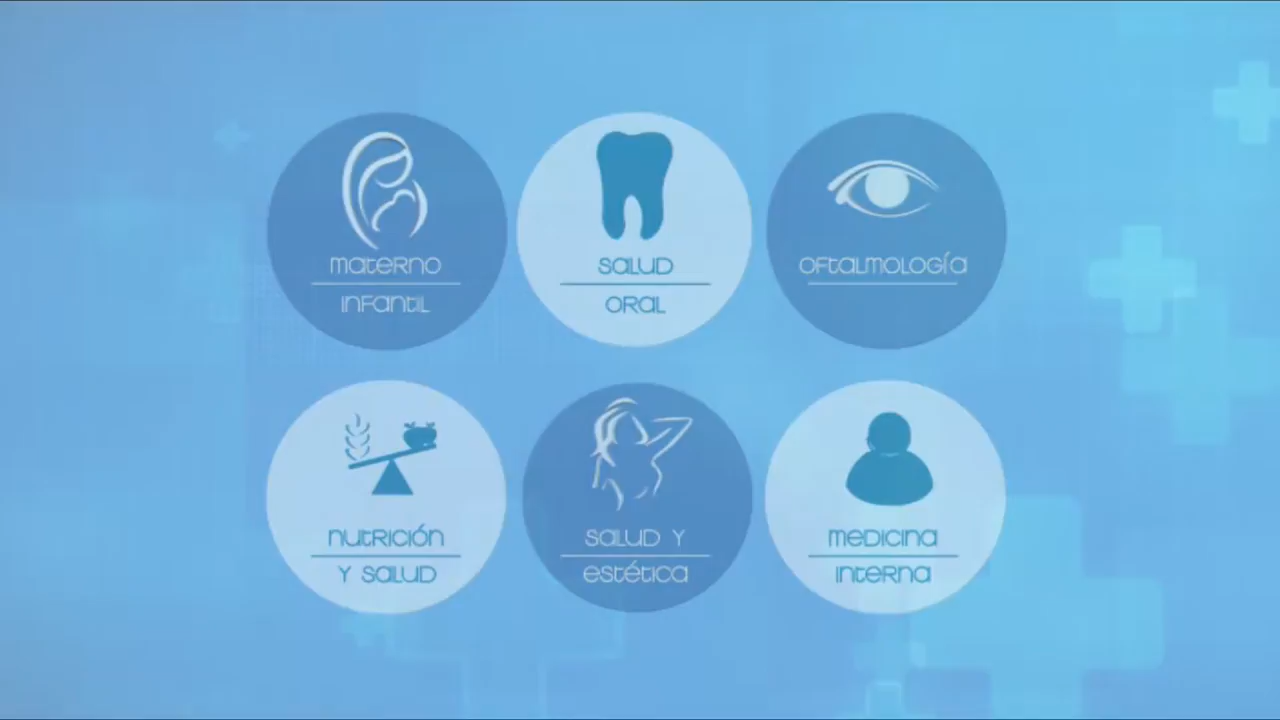 MATERNO
INFANTIL
SALUD
ORAL
OFTALMOLOGÍA
NUTRICIÓN
Y SALUD
SALUD Y
ESTÉTICA
MEDICINA
INTERNA